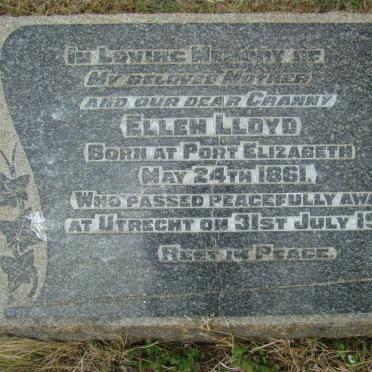 In Loving Memory of
My beloved Mother
and our dear Granny
Ellen Lloyd
Born at Port Elizabeth
May 24th 1861.
Who passed peacefully
at Utrecht on 31st July
Rest in Peace.